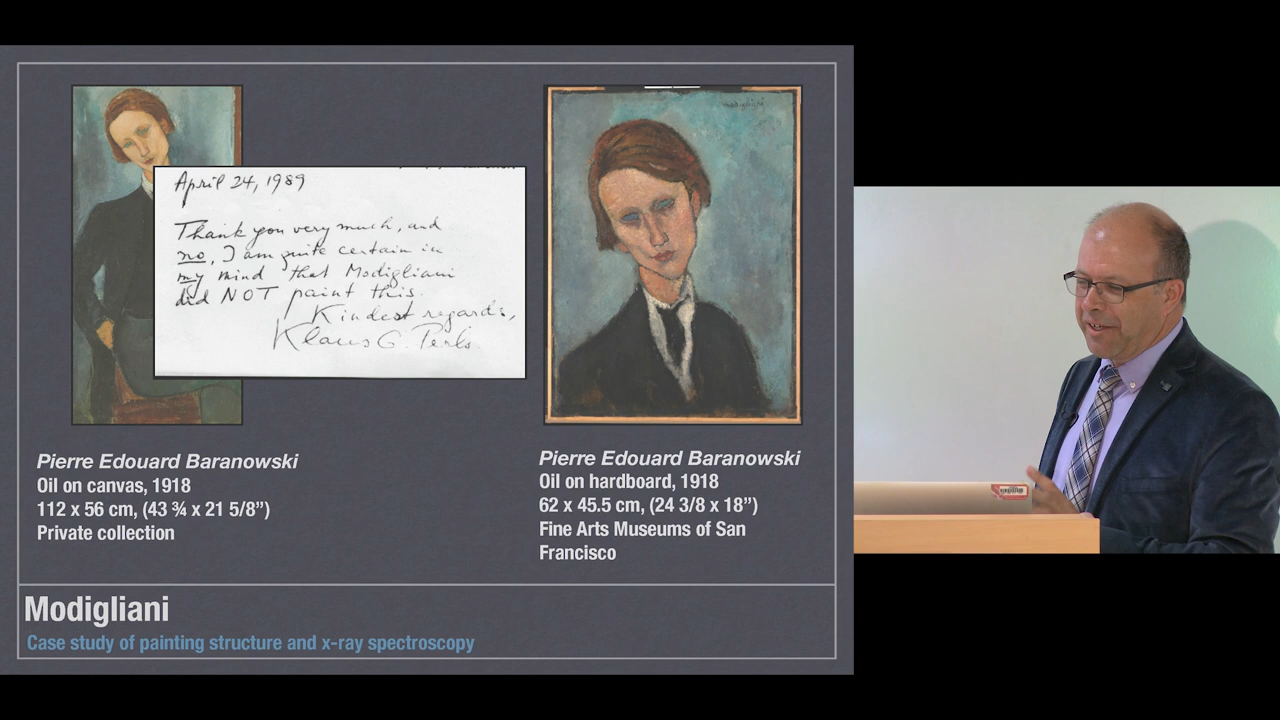 April 24, 1989
Thank you very much, and
no, I am quite certain in
my mind that Modigliani
did NOT paint this.
Kindest regards,
Klaus G. Perls
modigliani
Pierre Edouard Baranowski
Oil on canvas, 1918
112 x 56 cm, (43 ¾ x 21 5/8”)
Private collection
Pierre Edouard Baranowski
Oil on hardboard, 1918
62 x 45.5 cm, (24 3/8 x 18”)
Fine Arts Museums of San
Francisco
Modigliani
Case study of painting structure and x-ray spectroscopy